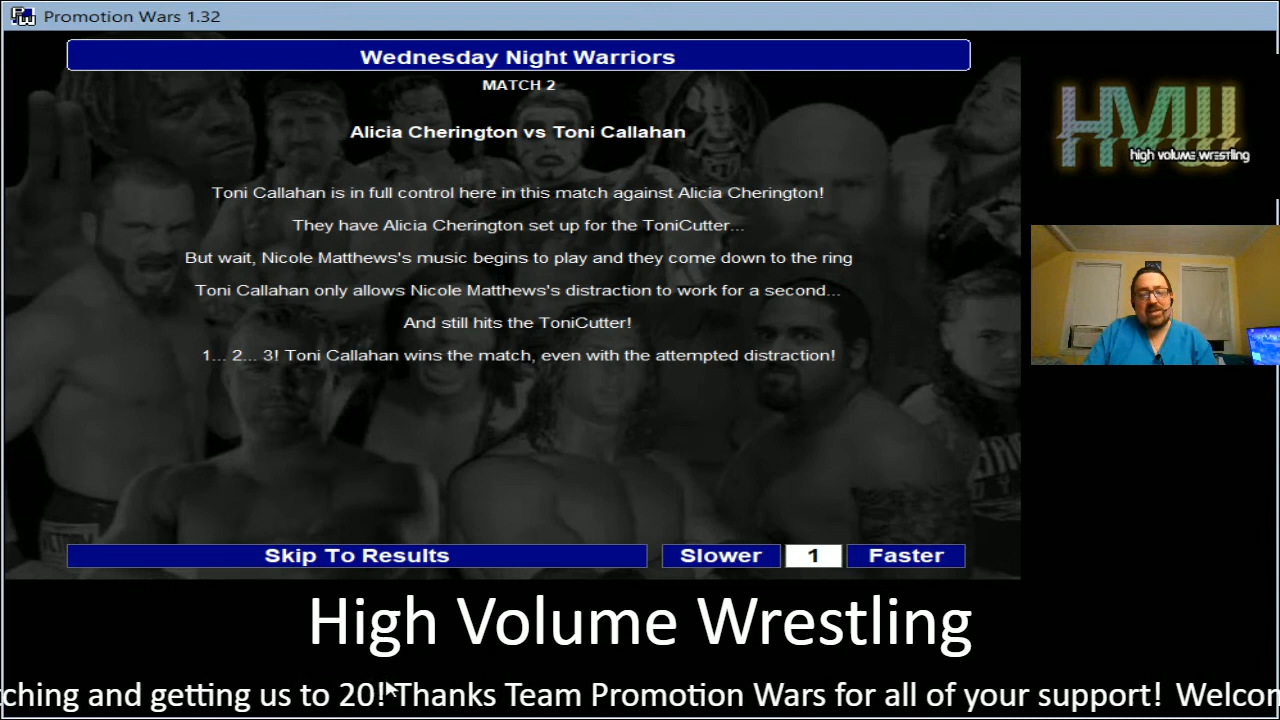 Promotion Wars 1.32
Wednesday Night Warriors
MATCH 2
Alicia Cherington vs Toni Callahan
Toni Callahan is in full control here in this match against Alicia Cherington!
They have Alicia Cherington set up for the ToniCutter...
But wait, Nicole Matthews's music begins to play and they come down to the ring
Toni Callahan only allows Nicole Matthews's distraction to work for a second...
And still hits the ToniCutter!
1... 2... 3! Toni Callahan wins the match, even with the attempted distraction!
Skip To Results
Slower 1 Faster
HVW
high volume wrestling
High Volume Wrestling
ching and getting us to 20! Thanks Team Promotion Wars for all of your support! Welcor